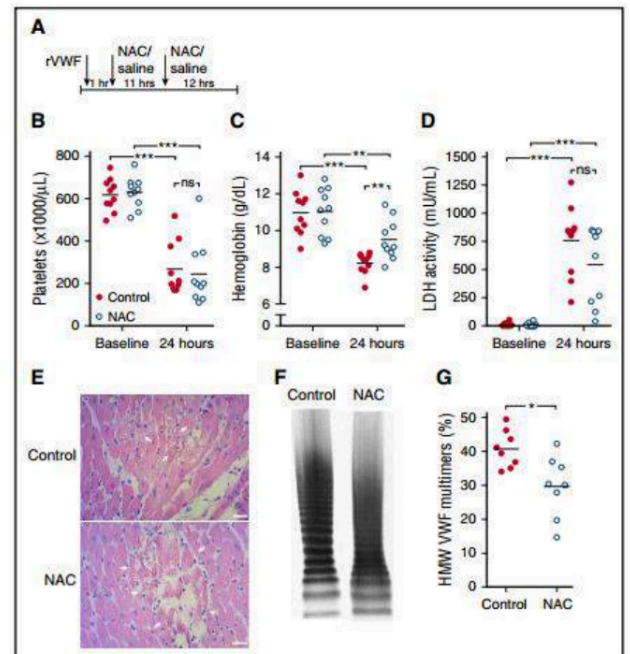 A
rVWF
NAC/ saline
NAC/ saline
1 hr 11 hrs 12 hrs
B
Platelets (x1000/µL)
800
600
400
200
0
***
***
ns
Control
NAC
Baseline 24 hours
C
Hemoglobin (g/dL)
14
12
10
8
6
0
**
***
**
Baseline 24 hours
D
LDH activity (mU/mL)
1500
1250
1000
750
500
250
0
***
***
ns
Baseline 24 hours
E
Control
NAC
F
Control NAC
G
HMW VWF multimers (%)
50
40
30
20
10
0
*
Control NAC